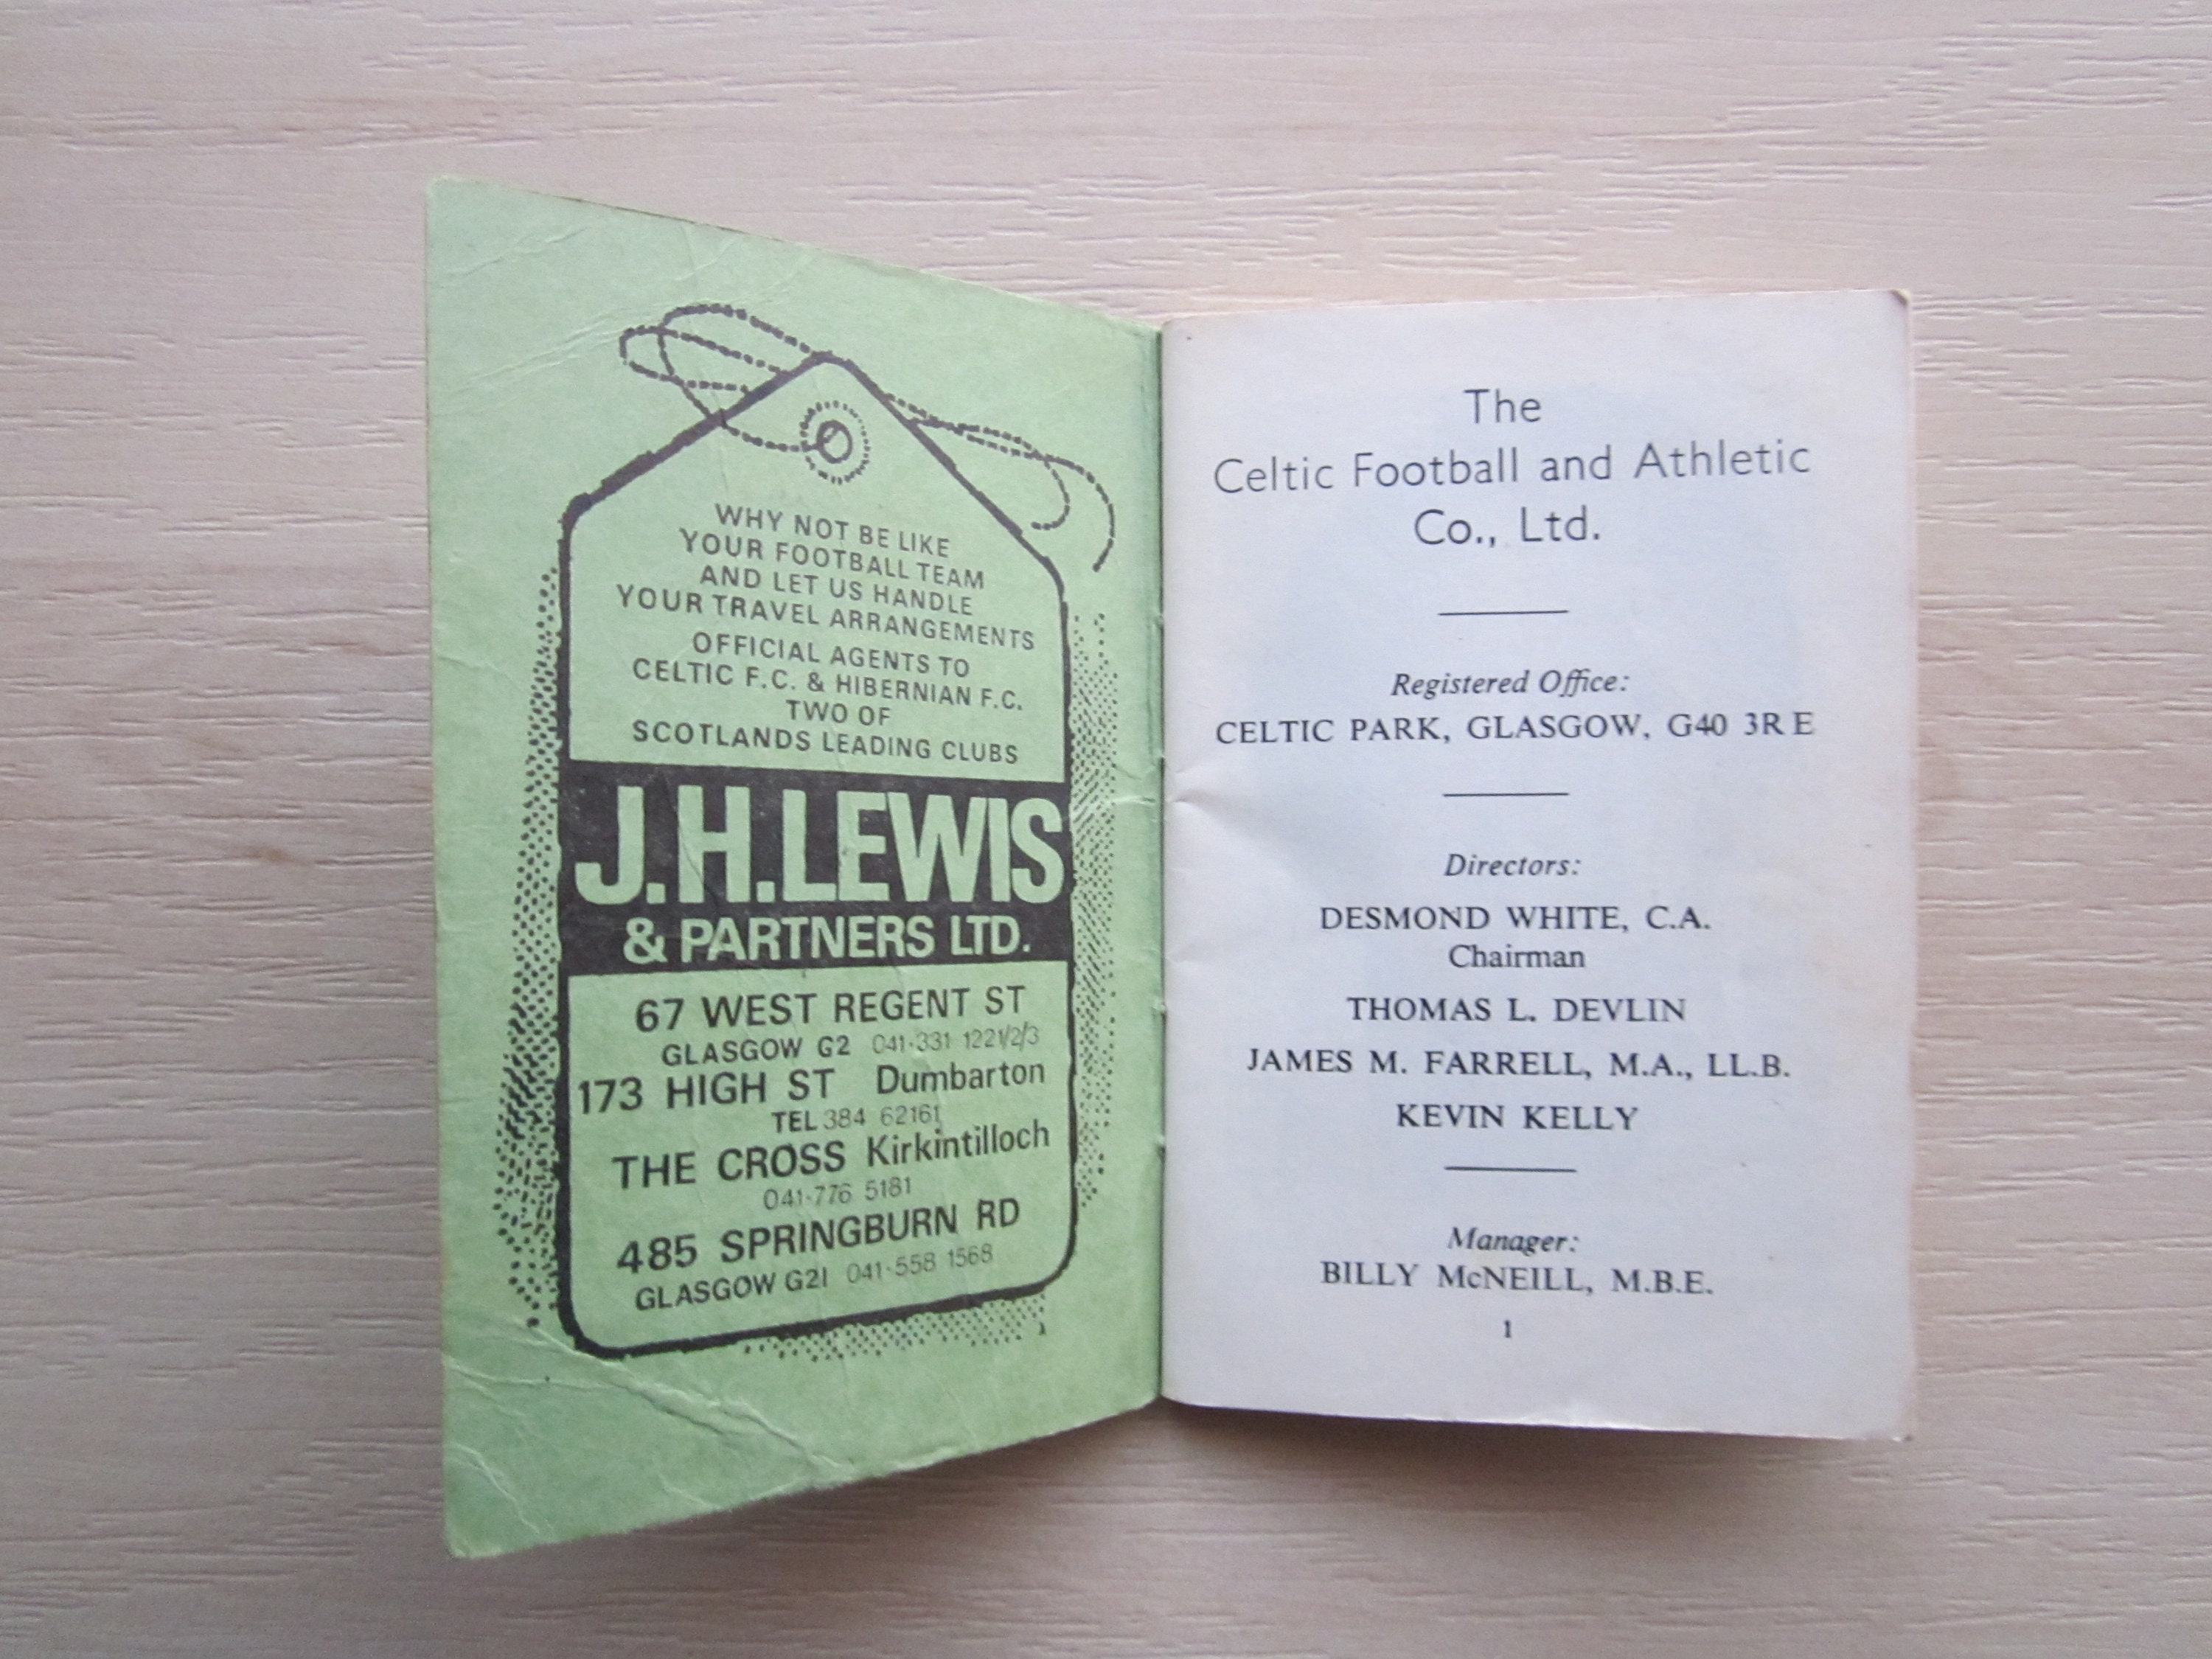 WHY NOT BE LIKE
YOUR FOOTBALL TEAM
AND LET US HANDLE
YOUR TRAVEL ARRANGEMENTS
OFFICIAL AGENTS TO
CELTIC F.C. & HIBERNIAN F.C.
TWO OF
SCOTLANDS LEADING CLUBS
J.H.LEWIS
& PARTNERS LTD.
67 WEST REGENT ST
GLASGOW G2 041-331 1221/2/3
173 HIGH ST Dumbarton
TEL 384 62161
THE CROSS Kirkintilloch
041-776 5181
485 SPRINGBURN RD
GLASGOW G21 041-558 1568
The
Celtic Football and Athletic
Co., Ltd.
Registered Office:
CELTIC PARK, GLASGOW, G40 3RE
Directors:
DESMOND WHITE, C.A.
Chairman
THOMAS L. DEVLIN
JAMES M. FARRELL, M.A., LL.B.
KEVIN KELLY
Manager:
BILLY McNEILL, M.B.E.
1